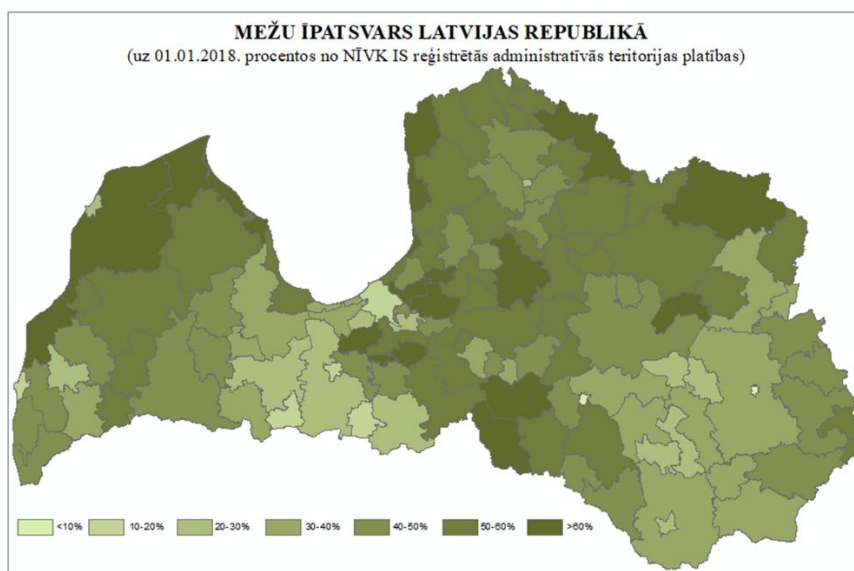 MEŽU ĪPATSVARS LATVIJAS REPUBLIKĀ
(uz 01.01.2018. procentos no NĪVK IS reģistrētās administratīvās teritorijas platības)
<10% 10-20% 20-30% 30-40% 40-50% 50-60% >60%